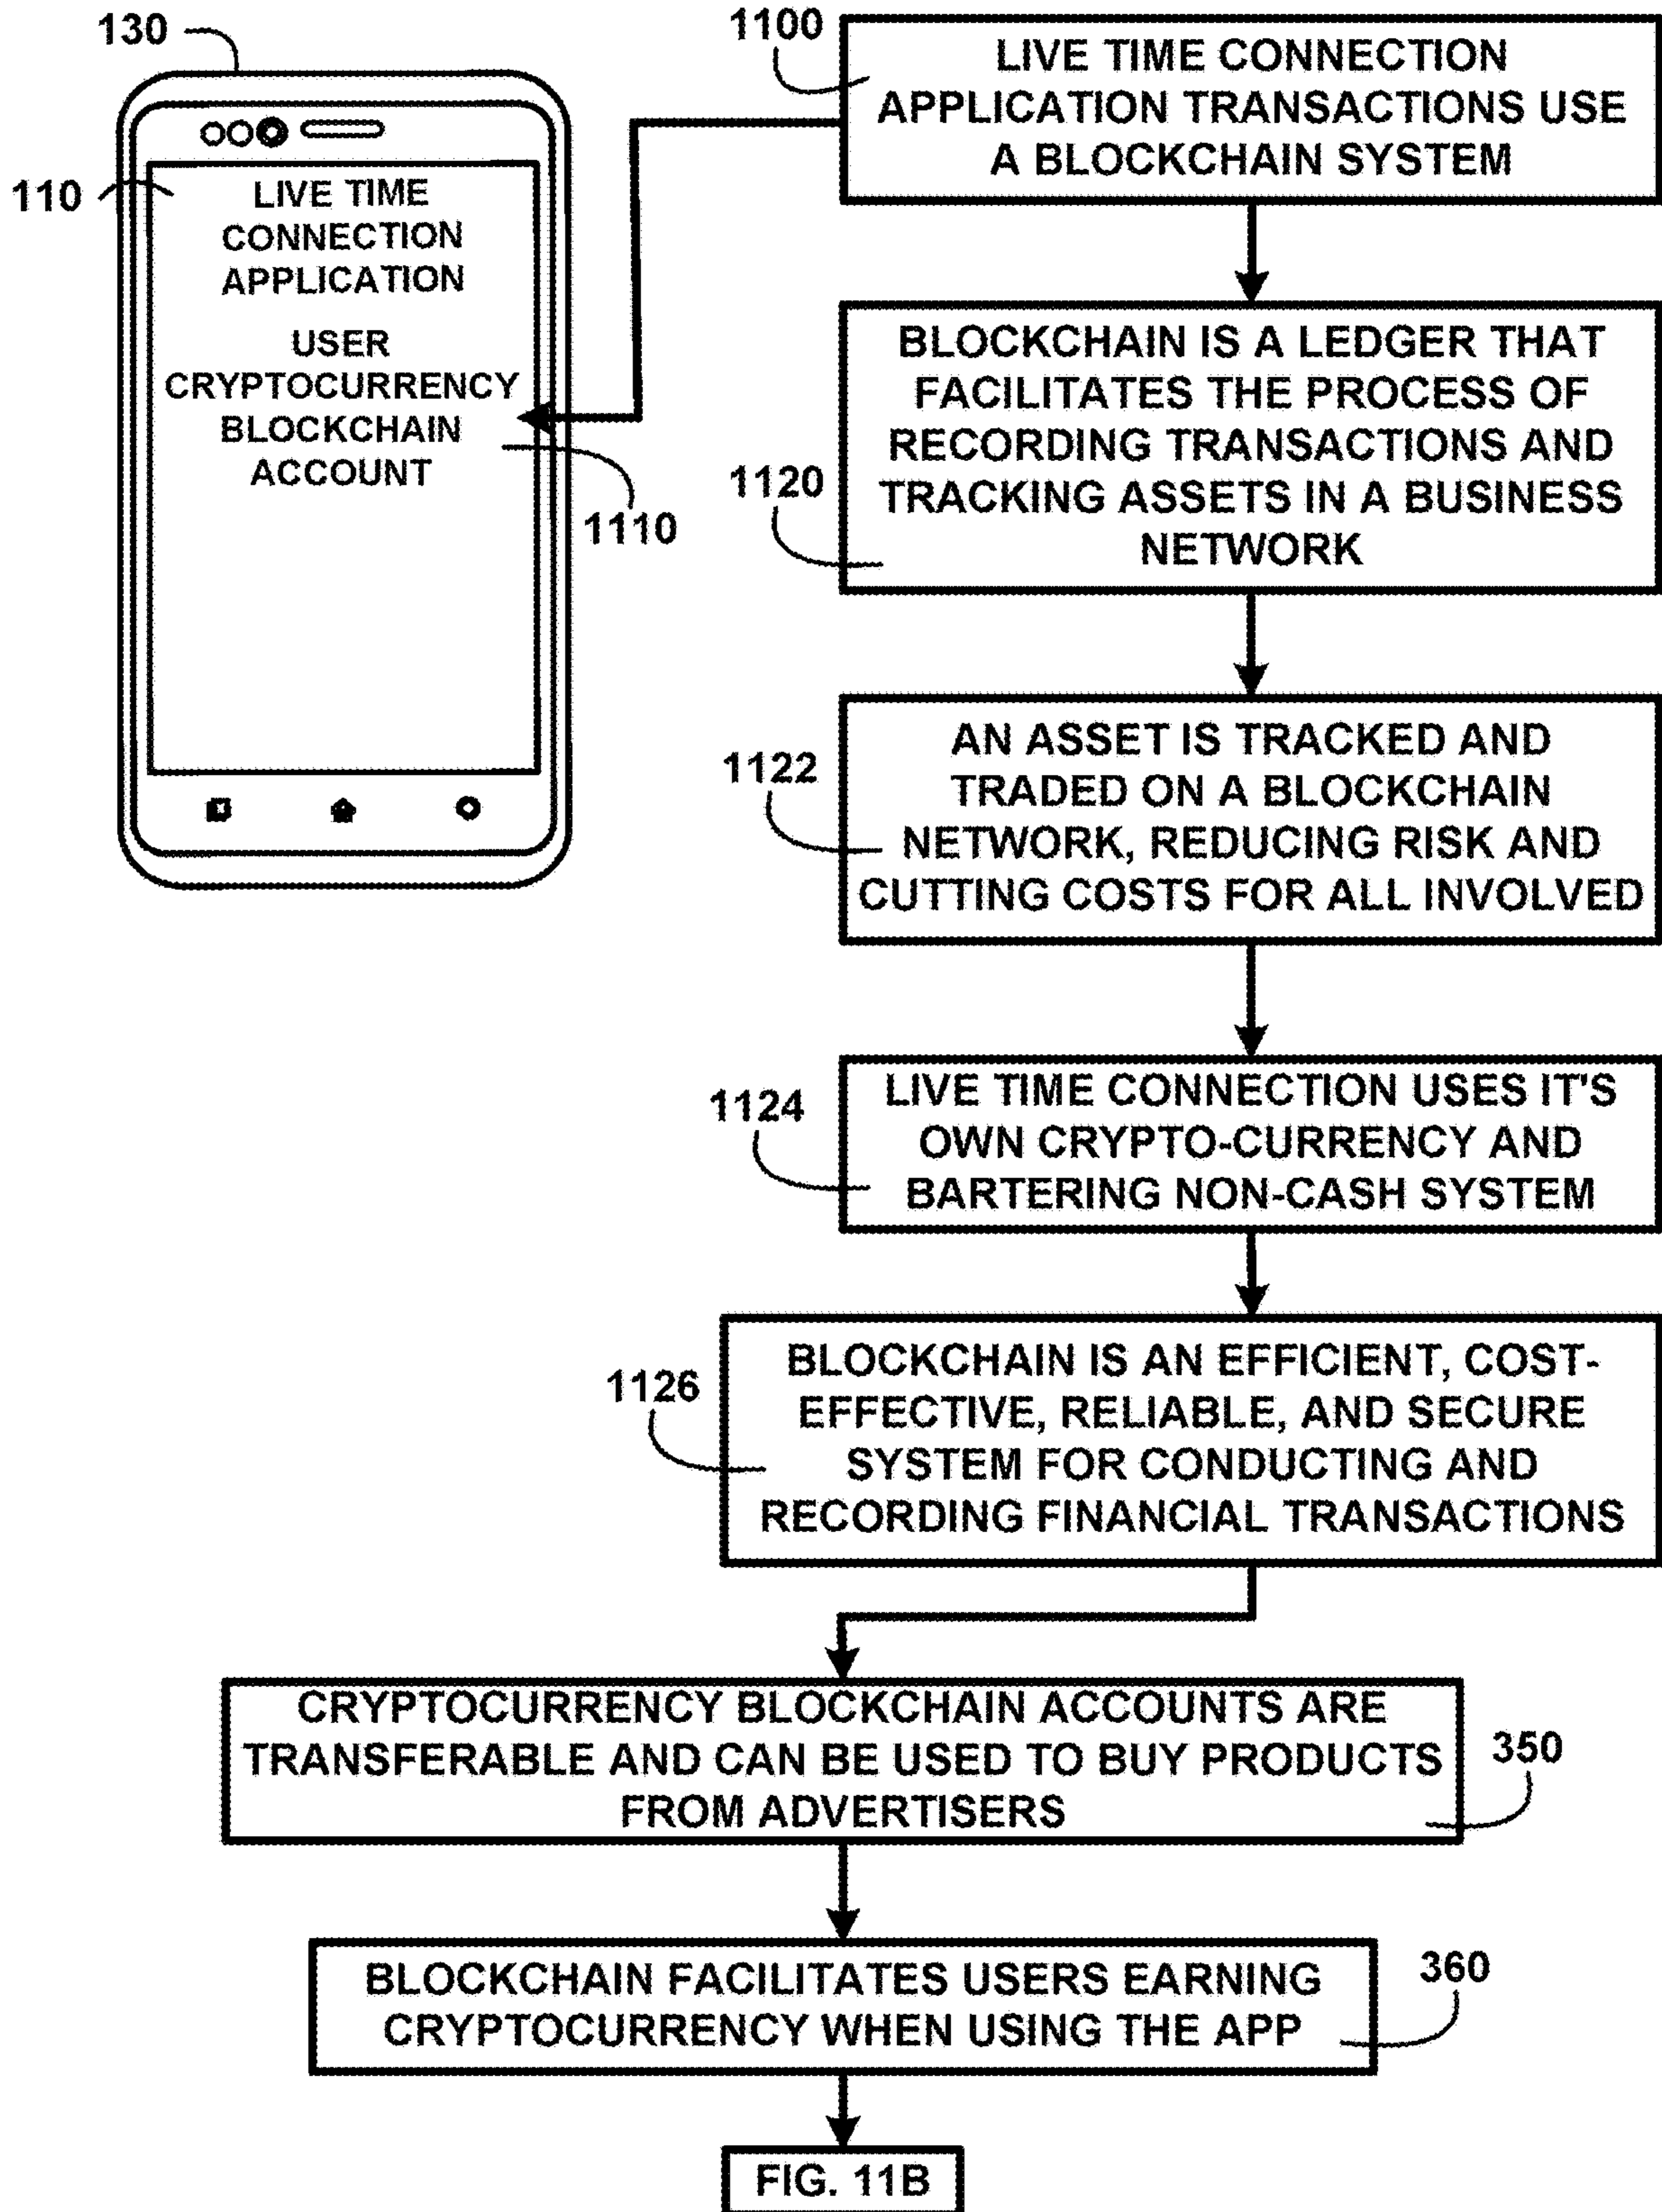 130
110
LIVE TIME
CONNECTION
APPLICATION
USER
CRYPTOCURRENCY
BLOCKCHAIN
ACCOUNT
1110
1100
LIVE TIME CONNECTION
APPLICATION TRANSACTIONS USE
A BLOCKCHAIN SYSTEM
1120
BLOCKCHAIN IS A LEDGER THAT
FACILITATES THE PROCESS OF
RECORDING TRANSACTIONS AND
TRACKING ASSETS IN A BUSINESS
NETWORK
1122
AN ASSET IS TRACKED AND
TRADED ON A BLOCKCHAIN
NETWORK, REDUCING RISK AND
CUTTING COSTS FOR ALL INVOLVED
1124
LIVE TIME CONNECTION USES IT'S
OWN CRYPTO-CURRENCY AND
BARTERING NON-CASH SYSTEM
1126
BLOCKCHAIN IS AN EFFICIENT, COST-
EFFECTIVE, RELIABLE, AND SECURE
SYSTEM FOR CONDUCTING AND
RECORDING FINANCIAL TRANSACTIONS
CRYPTOCURRENCY BLOCKCHAIN ACCOUNTS ARE
TRANSFERABLE AND CAN BE USED TO BUY PRODUCTS
FROM ADVERTISERS
350
BLOCKCHAIN FACILITATES USERS EARNING
CRYPTOCURRENCY WHEN USING THE APP
360
FIG. 11B